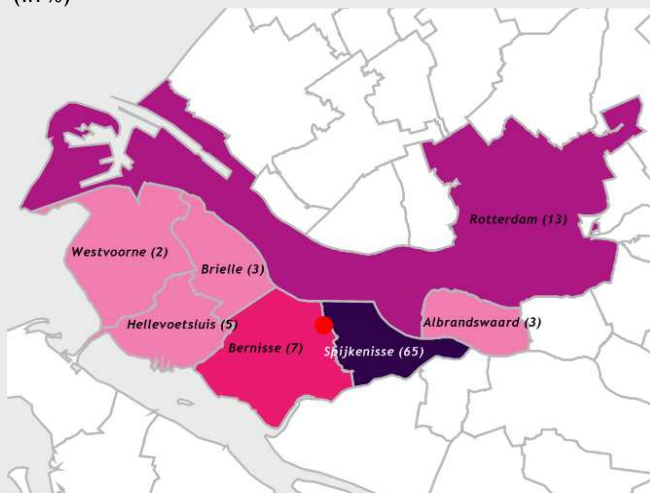 Rotterdam (13)
Westvoorne (2)
Brielle (3)
Hellevoetsluis (5)
Albrandswaard (3)
Bernisse (7)
Spijkenisse (65)